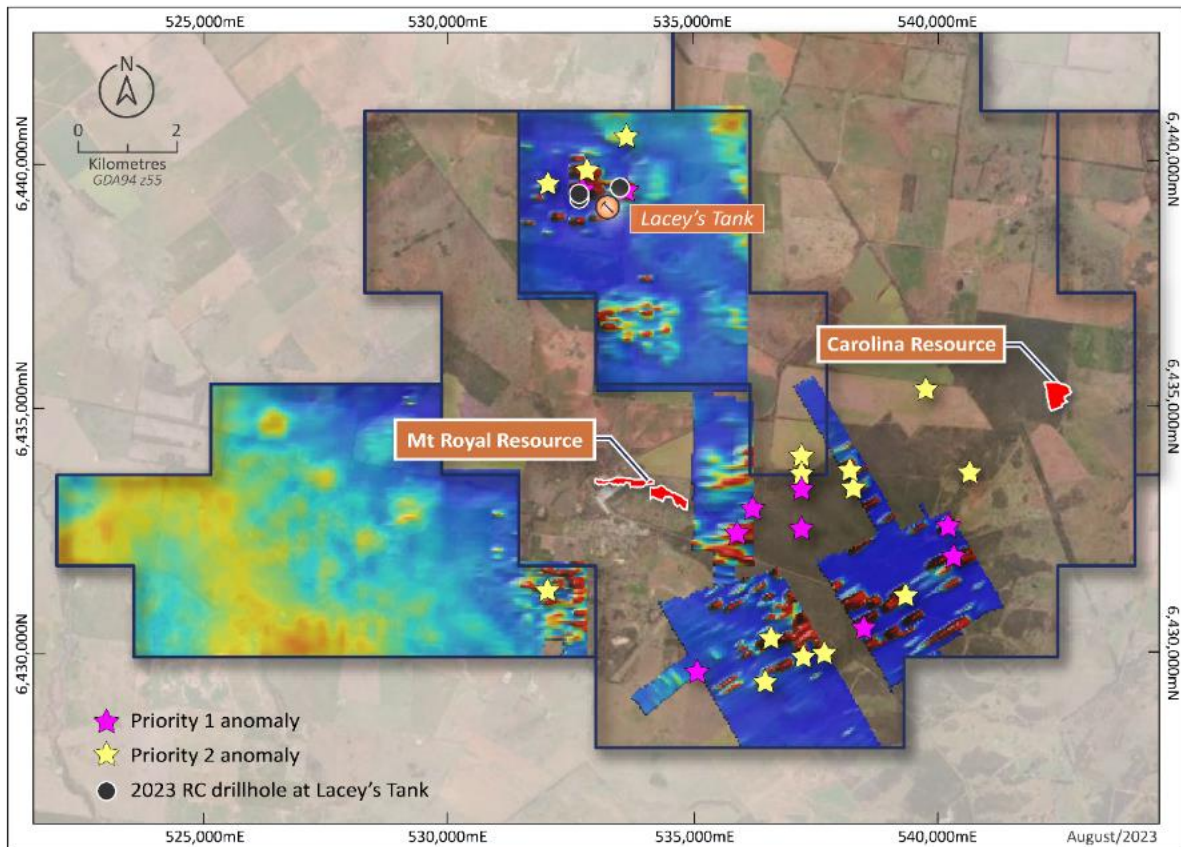 525,000mE 530,000mE 535,000mE 540,000mE
N
0 2
Kilometres
GDA94 z55
6,440,000mN
6,440,000mN
Lacey's Tank
Carolina Resource
6,435,000mN
6,435,000mN
Mt Royal Resource
6,430,000mN
6,430,000mN
Priority 1 anomaly
Priority 2 anomaly
2023 RC drillhole at Lacey's Tank
525,000mE 530,000mE 535,000mE 540,000mE
August/2023